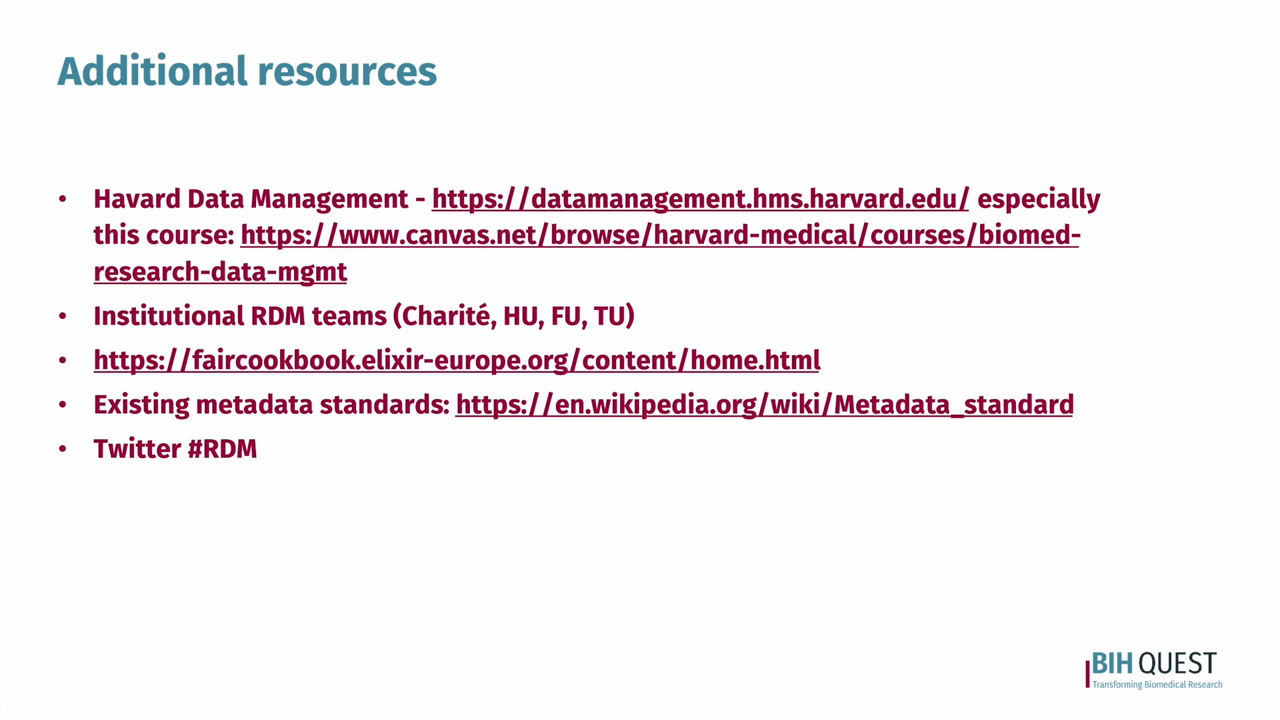 Additional resources
• Havard Data Management - https://datamanagement.hms.harvard.edu/ especially
this course: https://www.canvas.net/browse/harvard-medical/courses/biomed-
research-data-mgmt
• Institutional RDM teams (Charité, HU, FU, TU)
• https://faircookbook.elixir-europe.org/content/home.html
• Existing metadata standards: https://en.wikipedia.org/wiki/Metadata_standard
• Twitter #RDM
BIH QUEST
Transforming Biomedical Research